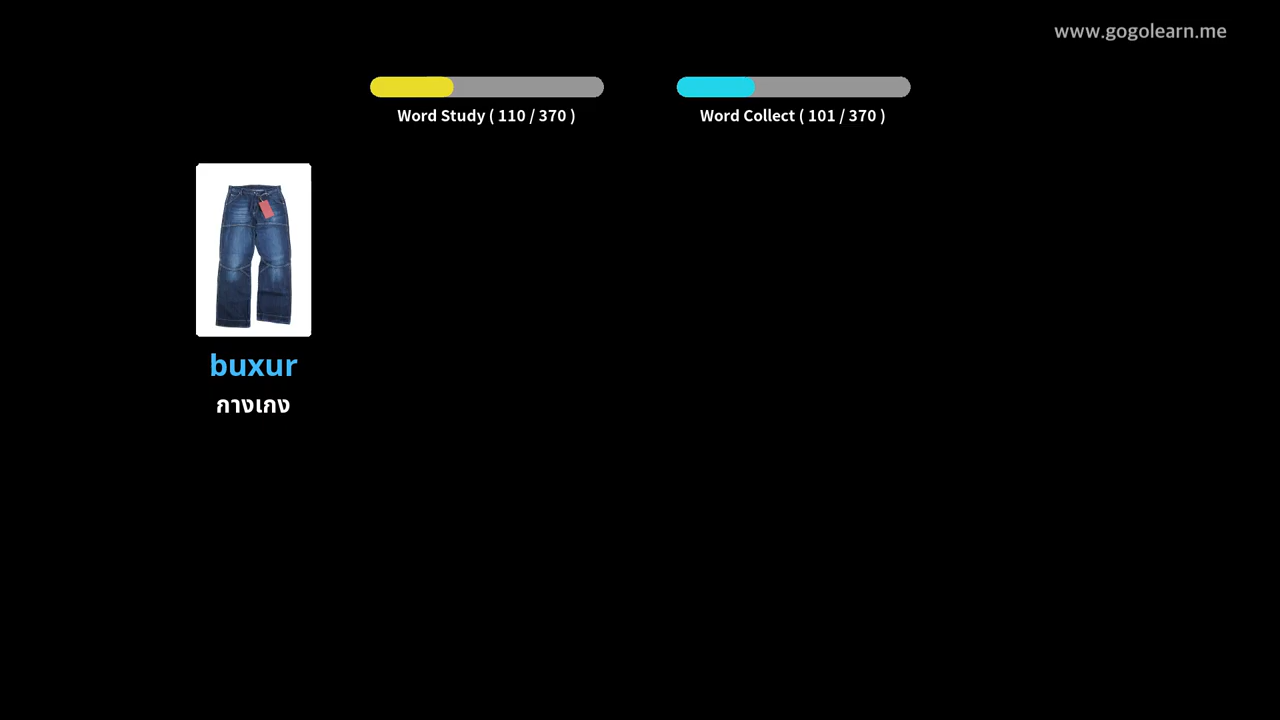 www.gogolearn.me
Word Study ( 110 / 370 )
Word Collect ( 101 / 370 )
buxur
กางเกง